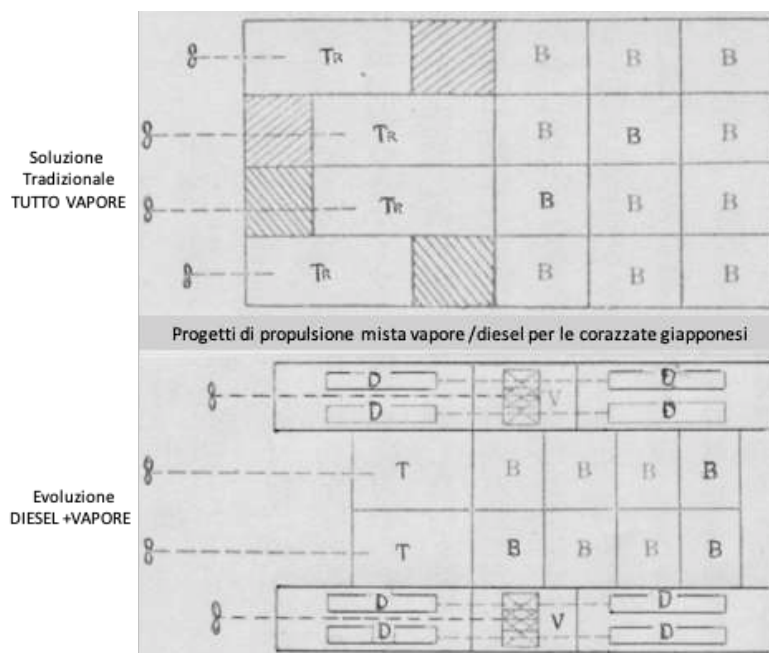 TR B B B
Soluzione
Tradizionale
TUTTO VAPORE
TR B B B
TR B B B
TR B B B
Progetti di propulsione mista vapore/diesel per le corazzate giapponesi
D D
V
D D
Evoluzione
DIESEL +VAPORE
T B B B B
T B B B B
D D
V
D D